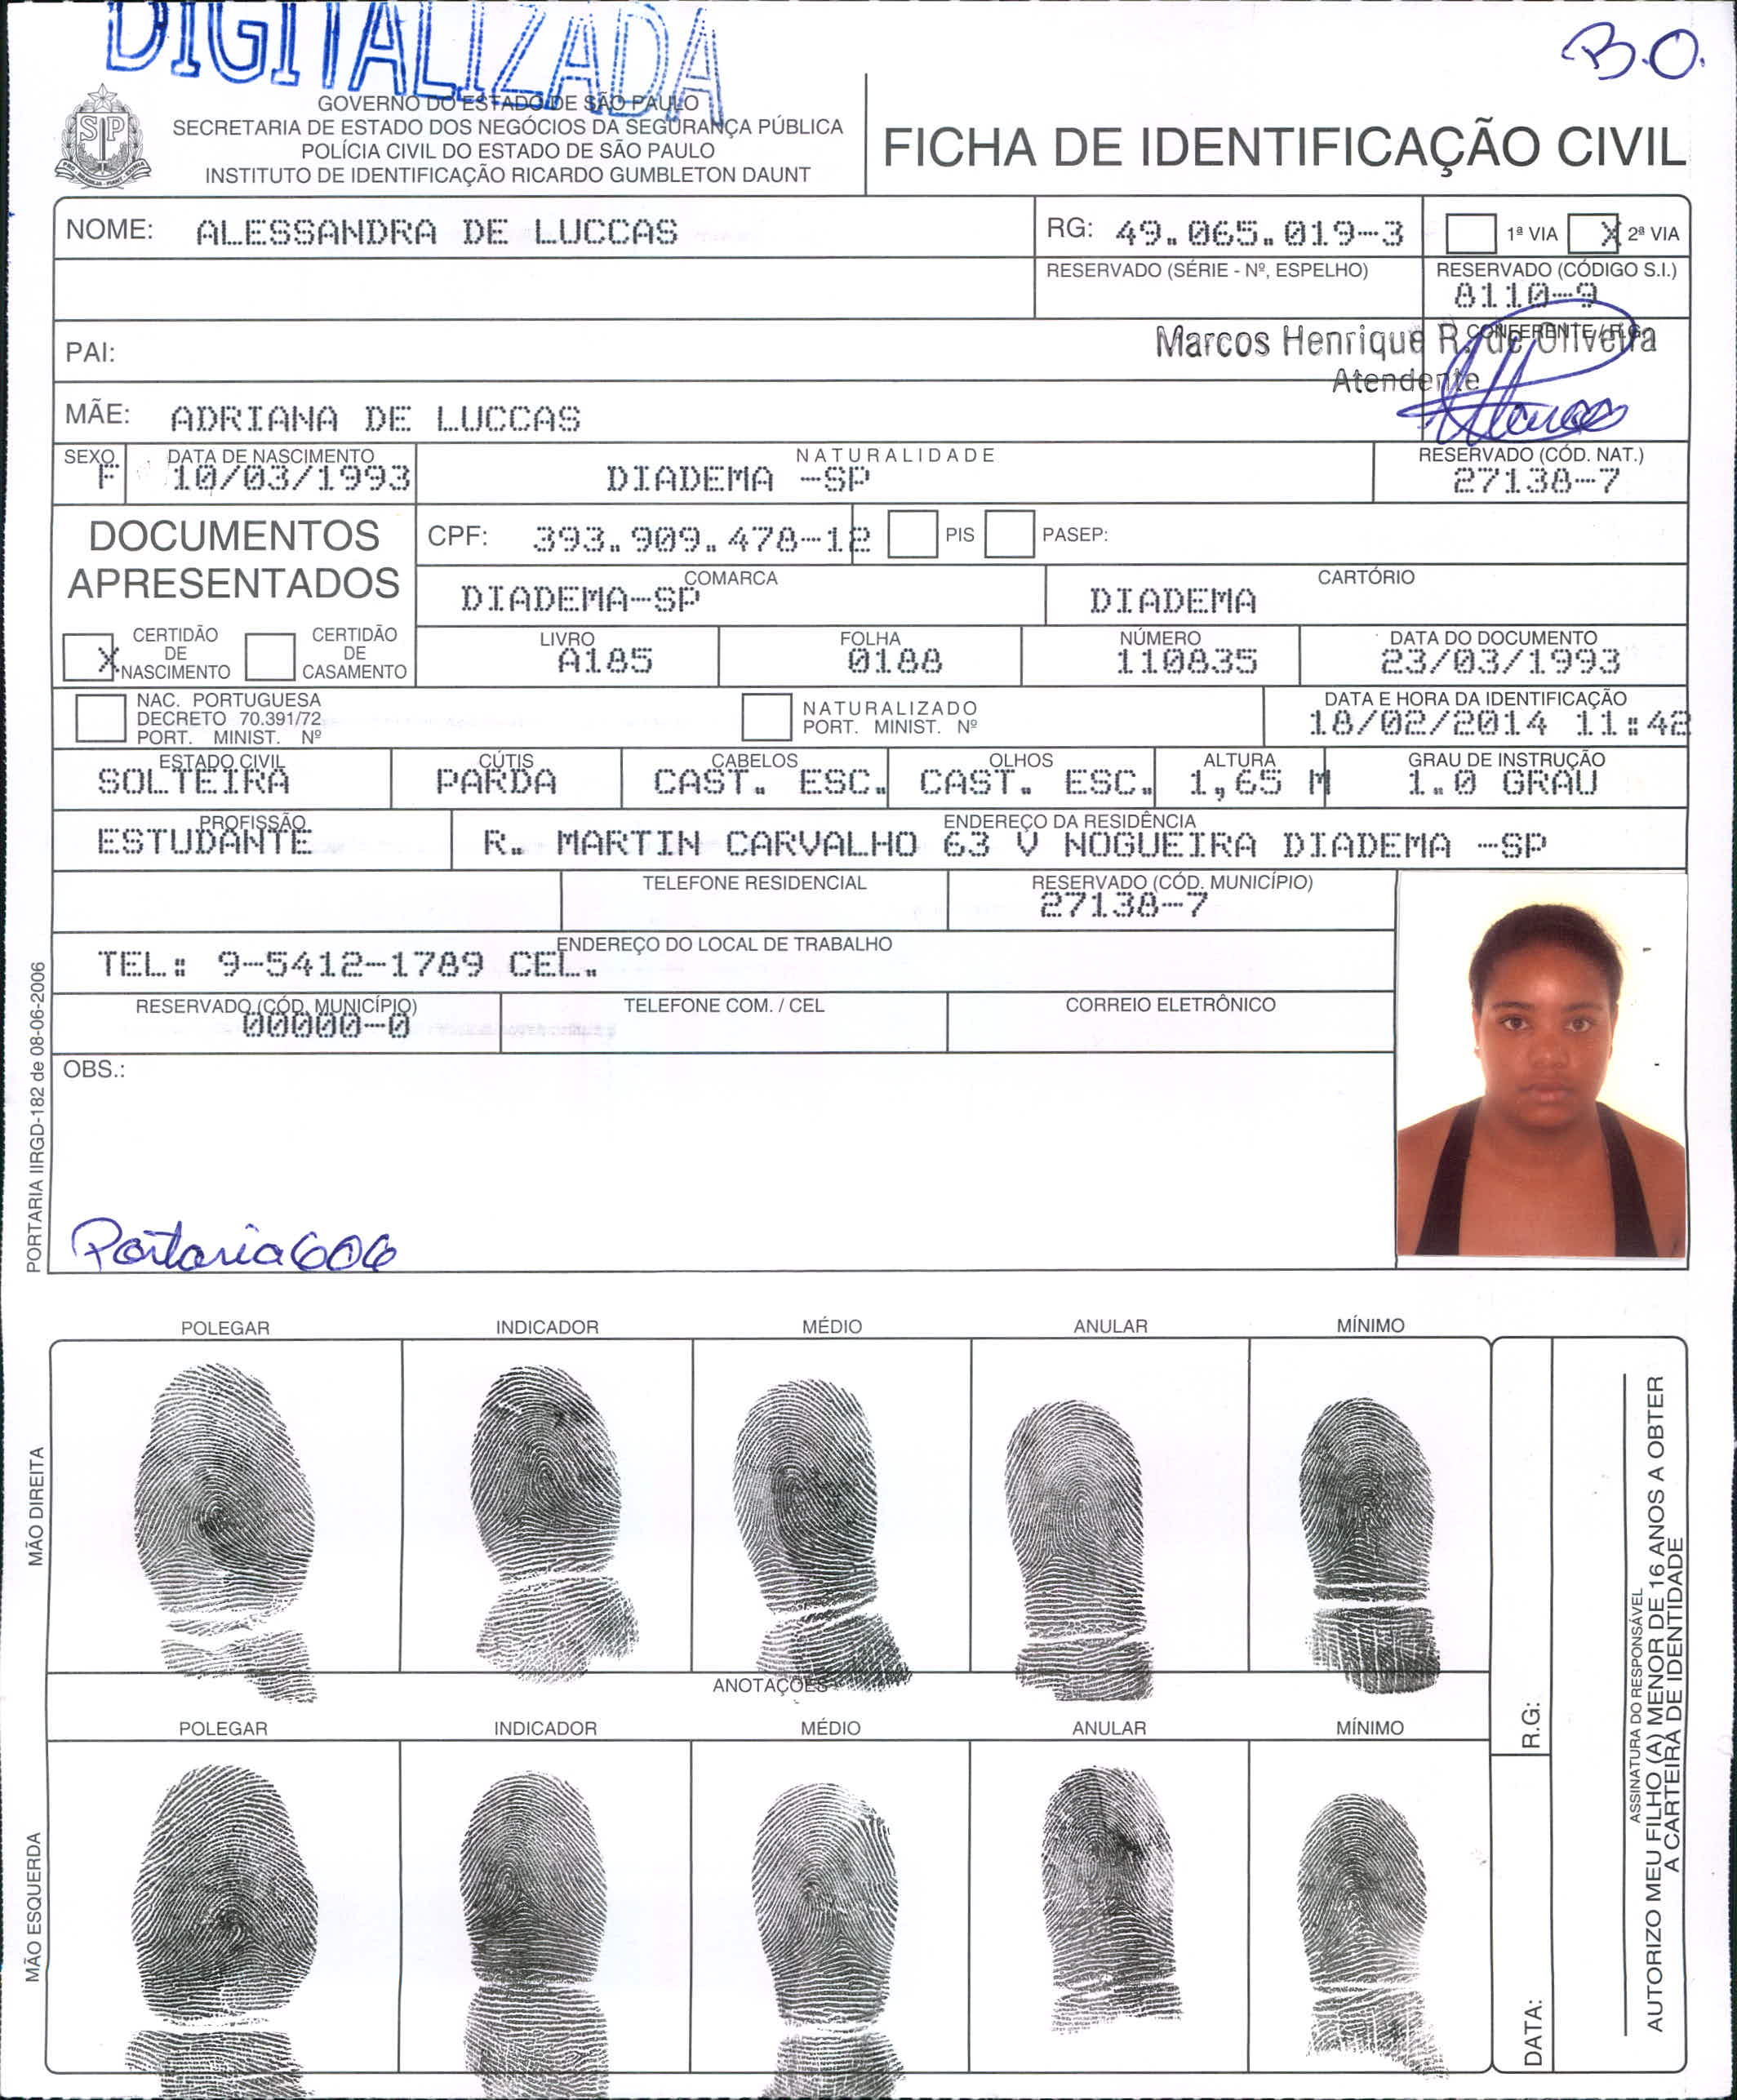 DIGITALIZADA
B.O.
GOVERNO DO ESTADO DE SÃO PAULO
SECRETARIA DE ESTADO DOS NEGÓCIOS DA SEGURANÇA PÚBLICA
POLÍCIA CIVIL DO ESTADO DE SÃO PAULO
INSTITUTO DE IDENTIFICAÇÃO RICARDO GUMBLETON DAUNT
SP
FICHA DE IDENTIFICAÇÃO CIVIL
NOME: ALESSANDRA DE LUCCAS
RG: 49.065.019-3
1ª VIA X 2ª VIA
RESERVADO (SÉRIE - Nº, ESPELHO)
RESERVADO (CÓDIGO S.I.)
8110-9
PAI:
Marcos Henrique R. de Oliveira
Atendente
MÃE: ADRIANA DE LUCCAS
SEXO
F
DATA DE NASCIMENTO
10/03/1993
NATURALIDADE
DIADEMA -SP
RESERVADO (CÓD. NAT.)
27138-7
DOCUMENTOS
APRESENTADOS
CPF: 393.909.478-12
PIS
PASEP:
COMARCA
DIADEMA-SP
CARTÓRIO
DIADEMA
X CERTIDÃO
DE
NASCIMENTO
CERTIDÃO
DE
CASAMENTO
LIVRO
A185
FOLHA
0188
NÚMERO
110835
DATA DO DOCUMENTO
23/03/1993
NAC. PORTUGUESA
DECRETO 70.391/72
PORT. MINIST. Nº
NATURALIZADO
PORT. MINIST. Nº
DATA E HORA DA IDENTIFICAÇÃO
18/02/2014 11:42
ESTADO CIVIL
SOLTEIRA
CÚTIS
PARDA
CABELOS
CAST. ESC.
OLHOS
CAST. ESC.
ALTURA
1,65 M
GRAU DE INSTRUÇÃO
1.0 GRAU
PROFISSÃO
ESTUDANTE
ENDEREÇO DA RESIDÊNCIA
R. MARTIN CARVALHO 63 V NOGUEIRA DIADEMA -SP
TELEFONE RESIDENCIAL
RESERVADO (CÓD. MUNICÍPIO)
27138-7
ENDEREÇO DO LOCAL DE TRABALHO
TEL: 9-5412-1789 CEL.
RESERVADO (CÓD. MUNICÍPIO)
00000-0
TELEFONE COM. / CEL
CORREIO ELETRÔNICO
OBS.:
Portaria 606
PORTARIA IIRGD-182 de 08-06-2006
POLEGAR INDICADOR MÉDIO ANULAR MÍNIMO
MÃO DIREITA
ANOTAÇÕES
POLEGAR INDICADOR MÉDIO ANULAR MÍNIMO
MÃO ESQUERDA
R.G.:
DATA:
ASSINATURA DO RESPONSÁVEL
AUTORIZO MEU FILHO (A) MENOR DE 16 ANOS A OBTER
A CARTEIRA DE IDENTIDADE